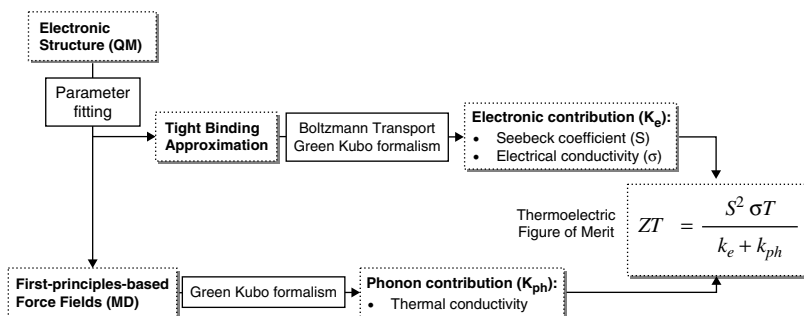 Electronic
Structure (QM)
Parameter
fitting
Tight Binding
Approximation
Boltzmann Transport
Green Kubo formalism
Electronic contribution (Ke):
• Seebeck coefficient (S)
• Electrical conductivity (σ)
Thermoelectric
Figure of Merit
ZT = S² σT / ke + kph
First-principles-based
Force Fields (MD)
Green Kubo formalism
Phonon contribution (Kph):
• Thermal conductivity